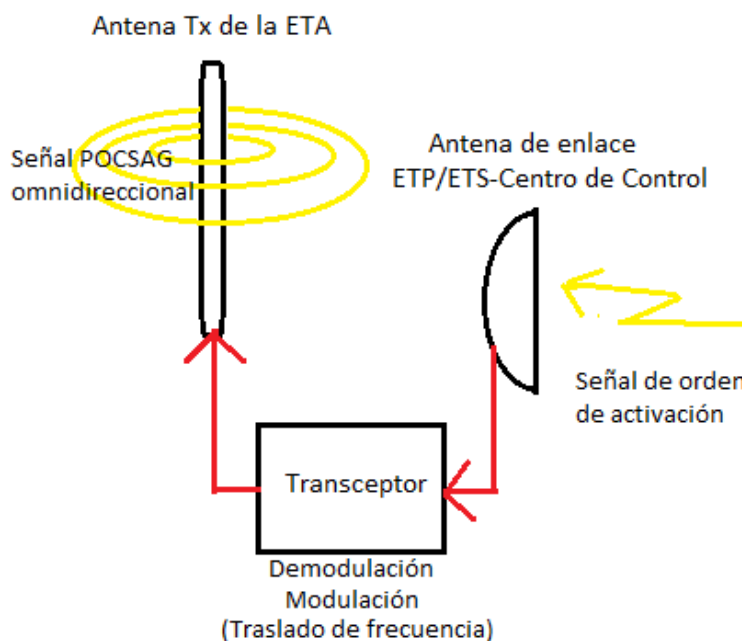 Antena Tx de la ETA
Señal POCSAG
omnidireccional
Antena de enlace
ETP/ETS-Centro de Control
Señal de orden
de activación
Transceptor
Demodulación
Modulación
(Traslado de frecuencia)